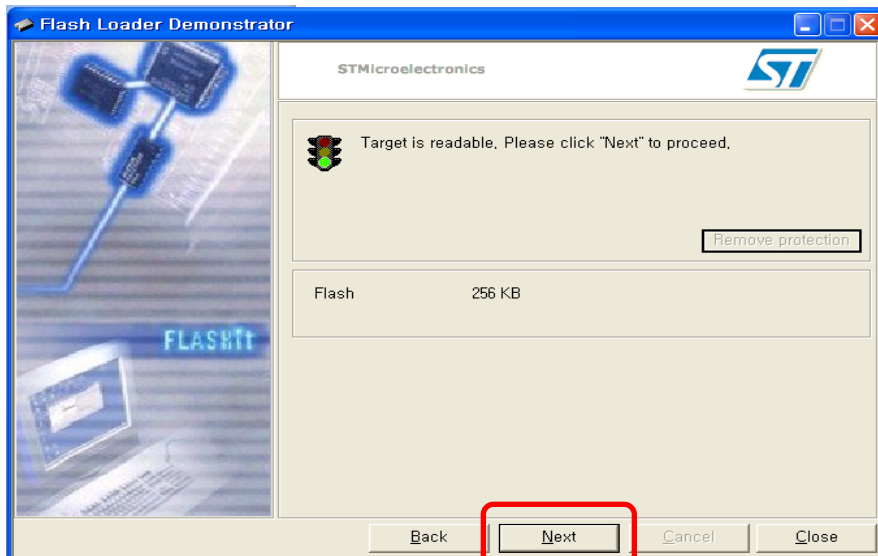 Flash Loader Demonstrator
STMicroelectronics
ST
Target is readable, Please click "Next" to proceed,
Remove protection
Flash 256 KB
FLASHit
Back Next Cancel Close